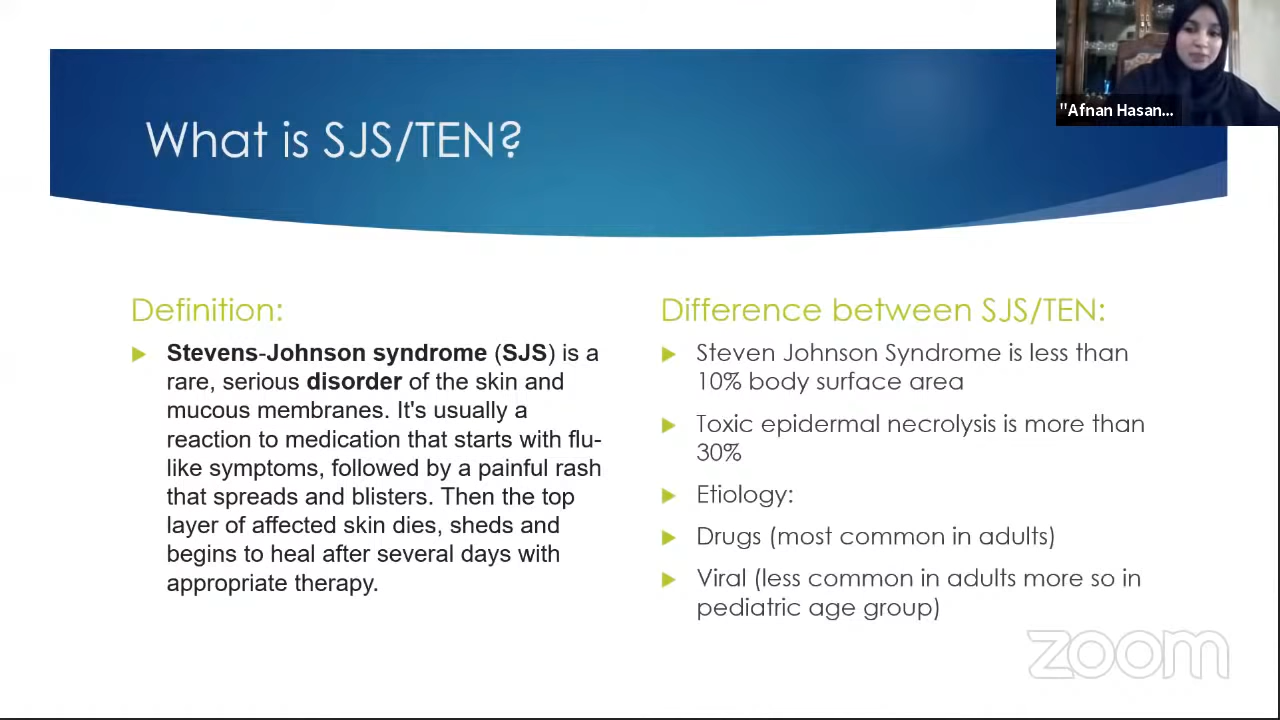 What is SJS/TEN?
"Afnan Hasan...
Definition:
Stevens-Johnson syndrome (SJS) is a
rare, serious disorder of the skin and
mucous membranes. It's usually a
reaction to medication that starts with flu-
like symptoms, followed by a painful rash
that spreads and blisters. Then the top
layer of affected skin dies, sheds and
begins to heal after several days with
appropriate therapy.
Difference between SJS/TEN:
Steven Johnson Syndrome is less than
10% body surface area
Toxic epidermal necrolysis is more than
30%
Etiology:
Drugs (most common in adults)
Viral (less common in adults more so in
pediatric age group)
zoom